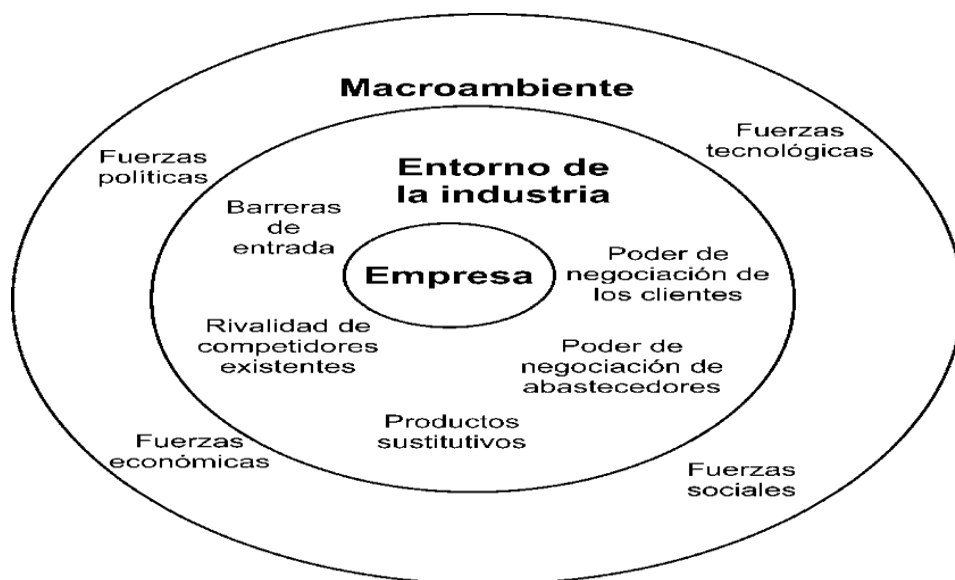 Macroambiente
Fuerzas
políticas
Fuerzas
tecnológicas
Entorno de
la industria
Barreras
de
entrada
Empresa
Poder de
negociación de
los clientes
Rivalidad de
competidores
existentes
Poder de
negociación de
abastecedores
Productos
sustitutivos
Fuerzas
económicas
Fuerzas
sociales